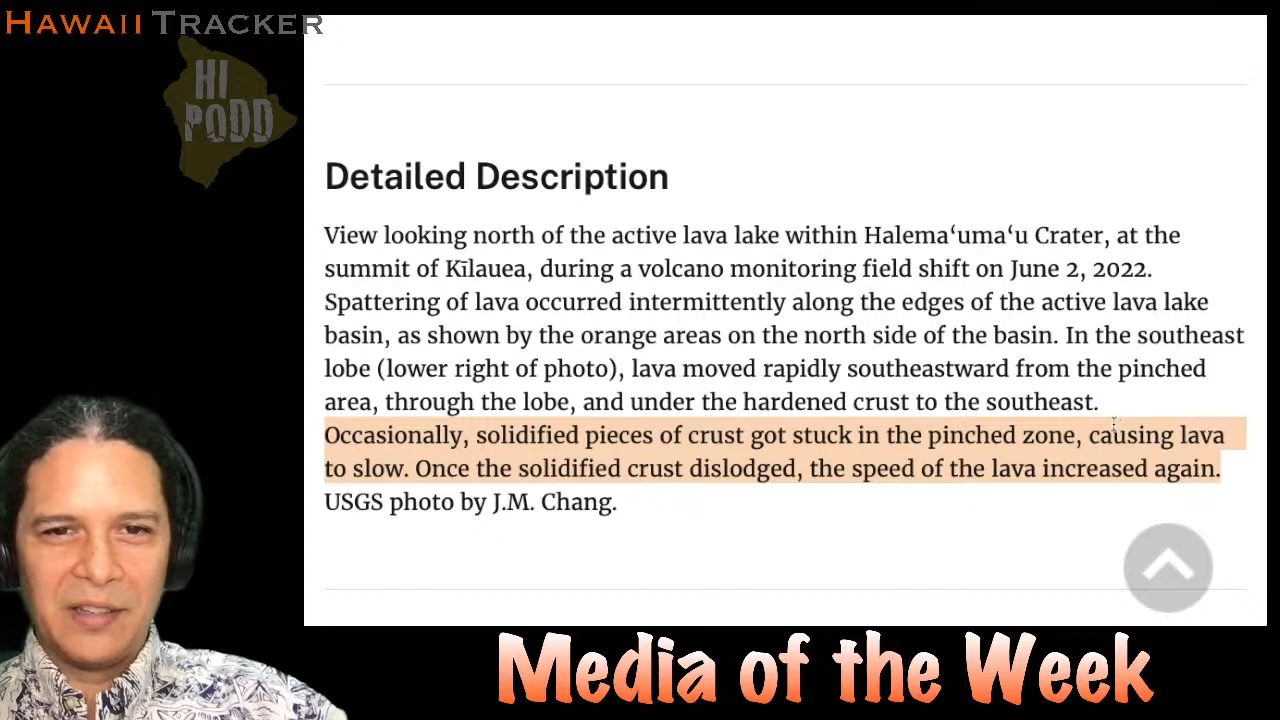 HAWAII TRACKER
HI
PODD
Detailed Description
View looking north of the active lava lake within Halemaʻumaʻu Crater, at the
summit of Kīlauea, during a volcano monitoring field shift on June 2, 2022.
Spattering of lava occurred intermittently along the edges of the active lava lake
basin, as shown by the orange areas on the north side of the basin. In the southeast
lobe (lower right of photo), lava moved rapidly southeastward from the pinched
area, through the lobe, and under the hardened crust to the southeast.
Occasionally, solidified pieces of crust got stuck in the pinched zone, causing lava
to slow. Once the solidified crust dislodged, the speed of the lava increased again.
USGS photo by J.M. Chang.
Media of the Week